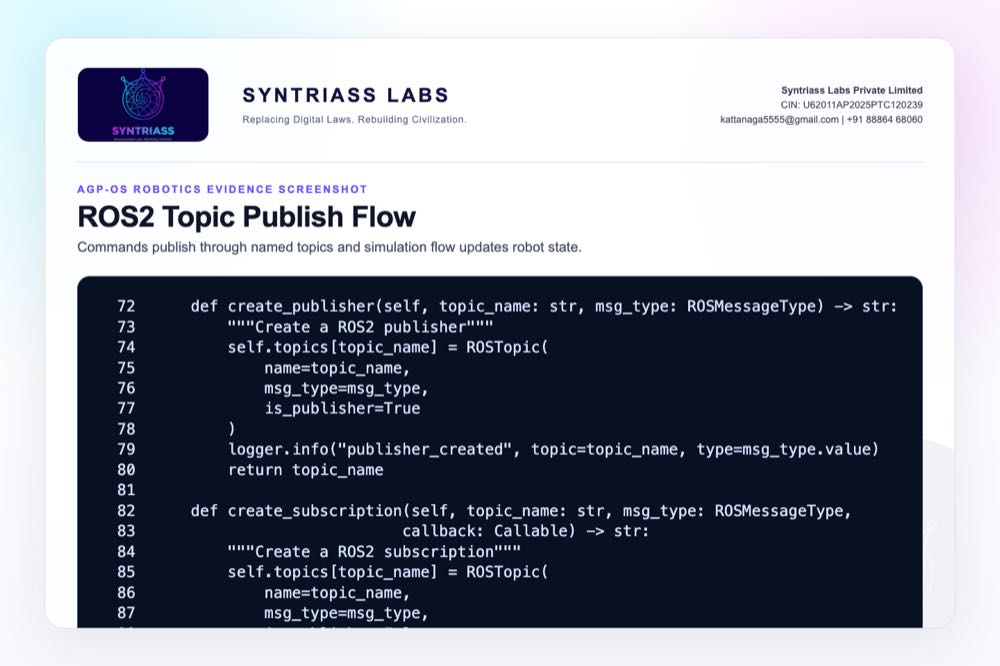 SYNTRIASS
SYNTRIASS LABS
Replacing Digital Laws. Rebuilding Civilization.
Syntriass Labs Private Limited
CIN: U62011AP2025PTC120239
kattanaga5555@gmail.com | +91 88864 68060
AGP-OS ROBOTICS EVIDENCE SCREENSHOT
ROS2 Topic Publish Flow
Commands publish through named topics and simulation flow updates robot state.
72      def create_publisher(self, topic_name: str, msg_type: ROSMessageType) -> str:
73          """Create a ROS2 publisher"""
74          self.topics[topic_name] = ROSTopic(
75              name=topic_name,
76              msg_type=msg_type,
77              is_publisher=True
78          )
79          logger.info("publisher_created", topic=topic_name, type=msg_type.value)
80          return topic_name
81
82      def create_subscription(self, topic_name: str, msg_type: ROSMessageType,
83                             callback: Callable) -> str:
84          """Create a ROS2 subscription"""
85          self.topics[topic_name] = ROSTopic(
86              name=topic_name,
87              msg_type=msg_type,